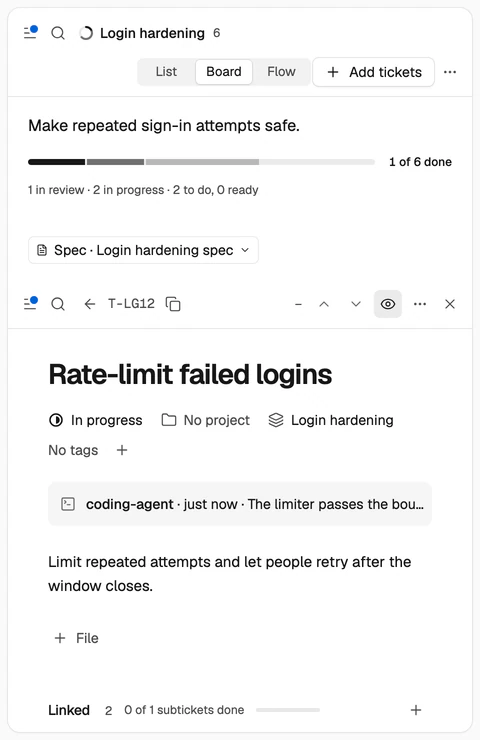 Login hardening 6
List Board Flow + Add tickets ...
Make repeated sign-in attempts safe.
1 of 6 done
1 in review · 2 in progress · 2 to do, 0 ready
Spec · Login hardening spec
T-LG12
Rate-limit failed logins
In progress No project Login hardening
No tags +
coding-agent · just now · The limiter passes the bou...
Limit repeated attempts and let people retry after the
window closes.
+ File
Linked 2 0 of 1 subtickets done +